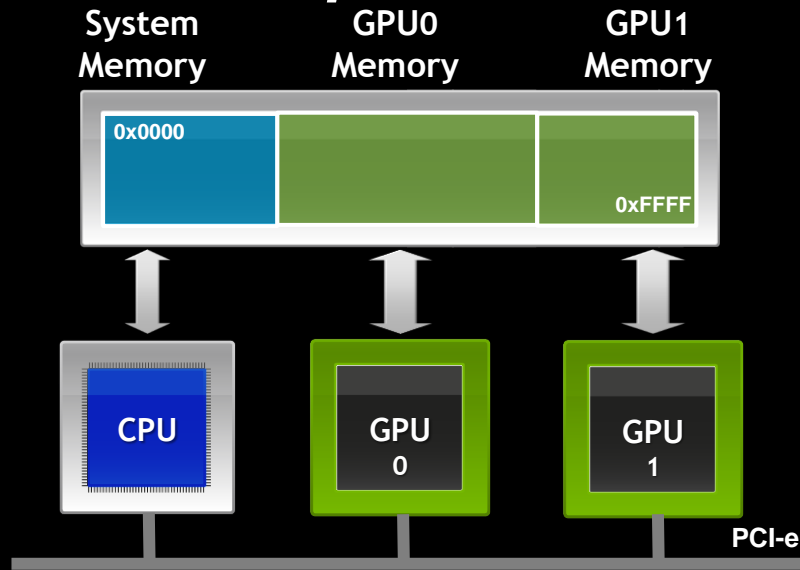 System
Memory
GPU0
Memory
GPU1
Memory
0x0000
0xFFFF
CPU
GPU
0
GPU
1
PCI-e